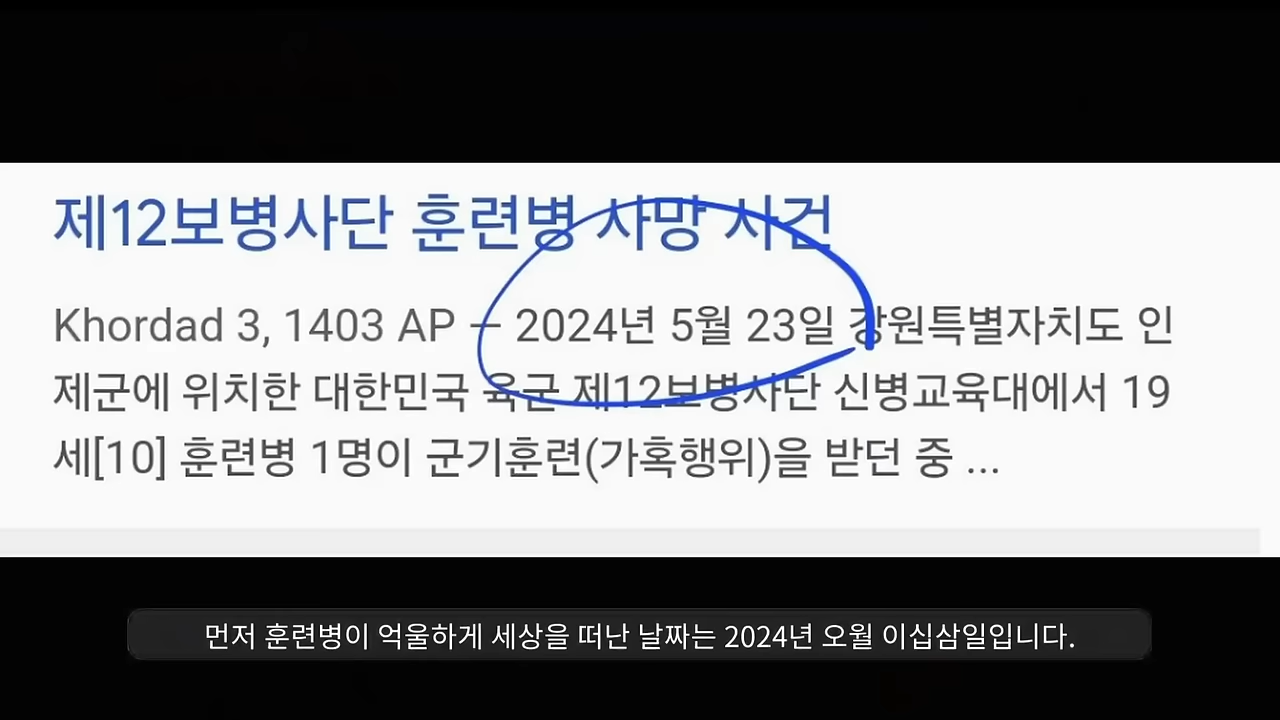 제12보병사단 훈련병 사망 사건
Khordad 3, 1403 AP — 2024년 5월 23일 강원특별자치도 인
제군에 위치한 대한민국 육군 제12보병사단 신병교육대에서 19
세[10] 훈련병 1명이 군기훈련(가혹행위)을 받던 중 ...
먼저 훈련병이 억울하게 세상을 떠난 날짜는 2024년 오월 이십삼일입니다.